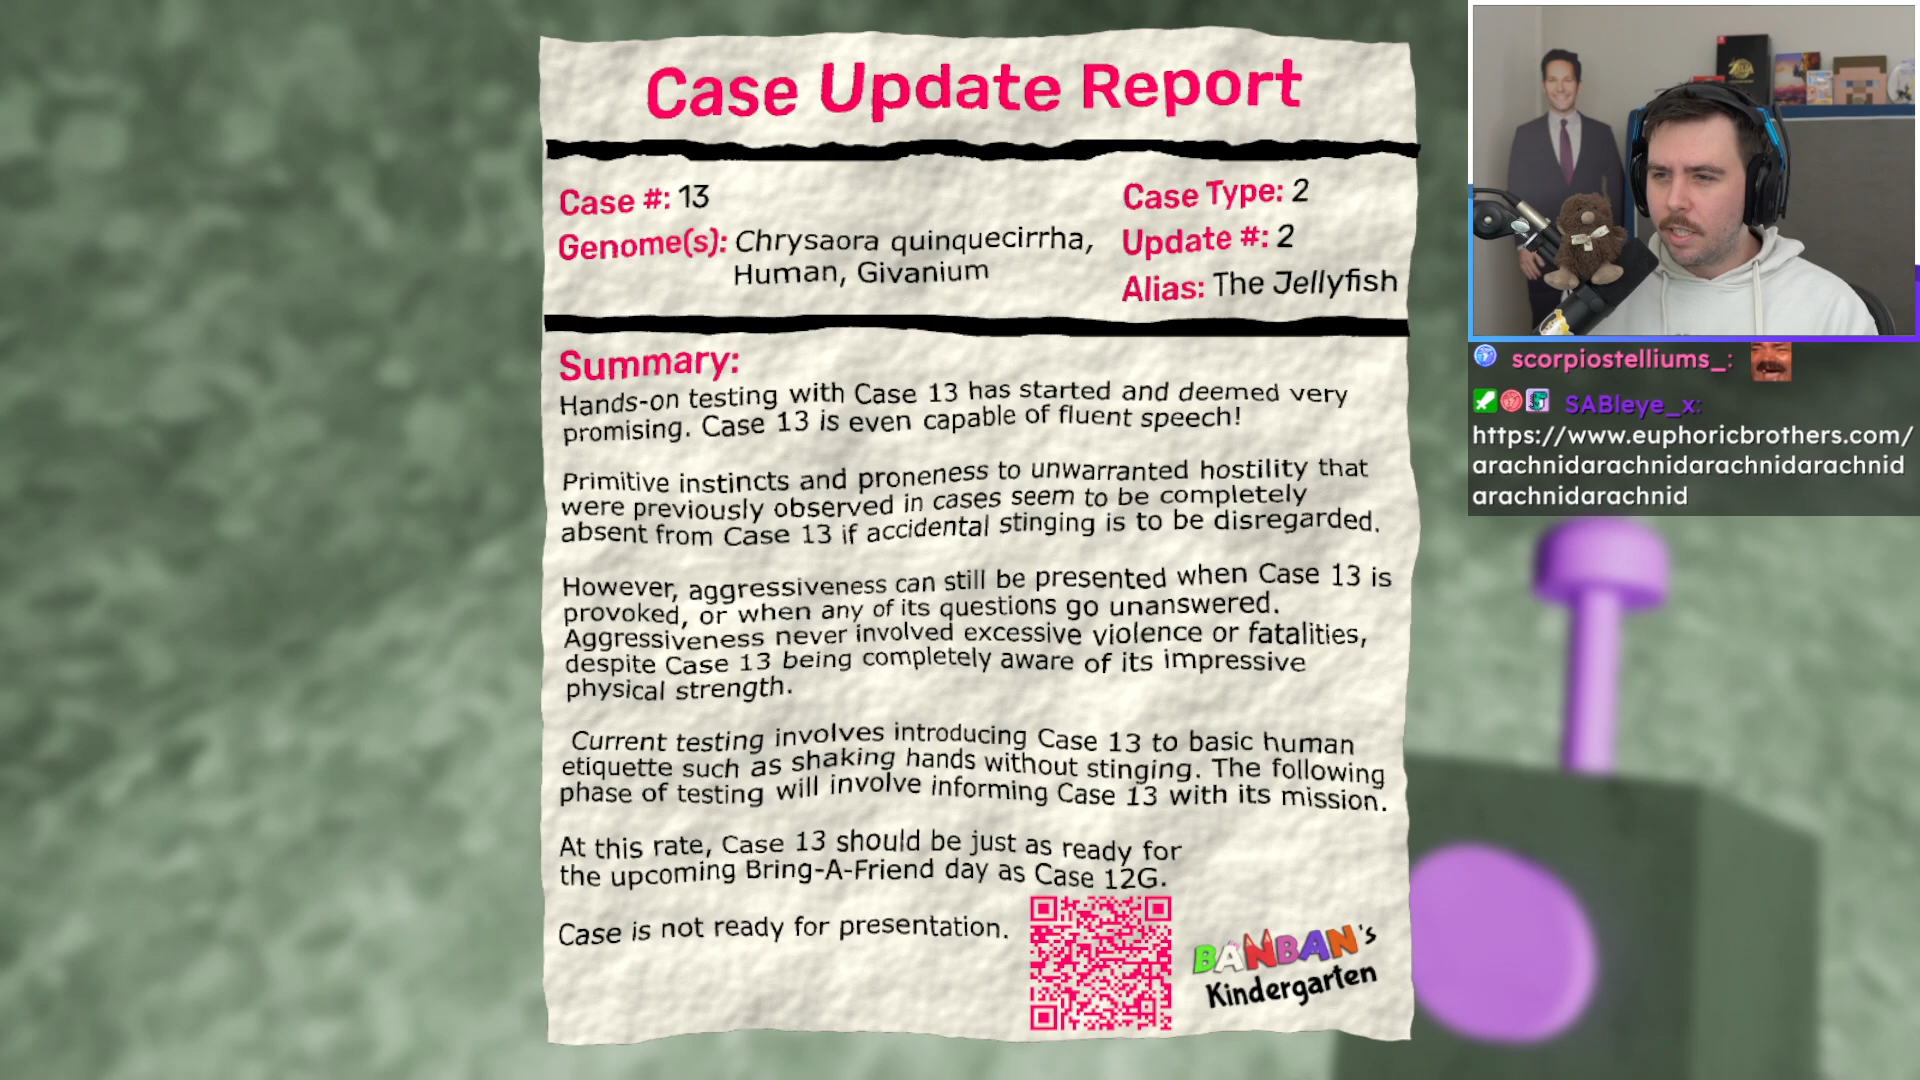 Case Update Report
Case #: 13
Genome(s): Chrysaora quinquecirrha,
Human, Givanium
Case Type: 2
Update #: 2
Alias: The Jellyfish
Summary:
Hands-on testing with Case 13 has started and deemed very
promising. Case 13 is even capable of fluent speech!
Primitive instincts and proneness to unwarranted hostility that
were previously observed in cases seem to be completely
absent from Case 13 if accidental stinging is to be disregarded.
However, aggressiveness can still be presented when Case 13 is
provoked, or when any of its questions go unanswered.
Aggressiveness never involved excessive violence or fatalities,
despite Case 13 being completely aware of its impressive
physical strength.
Current testing involves introducing Case 13 to basic human
etiquette such as shaking hands without stinging. The following
phase of testing will involve informing Case 13 with its mission.
At this rate, Case 13 should be just as ready for
the upcoming Bring-A-Friend day as Case 12G.
Case is not ready for presentation.
BANBAN's
Kindergarten
scorpiostelliums_:
SABleye_x:
https://www.euphoricbrothers.com/
arachnidarachnidarachnidarachnid
arachnidarachnid